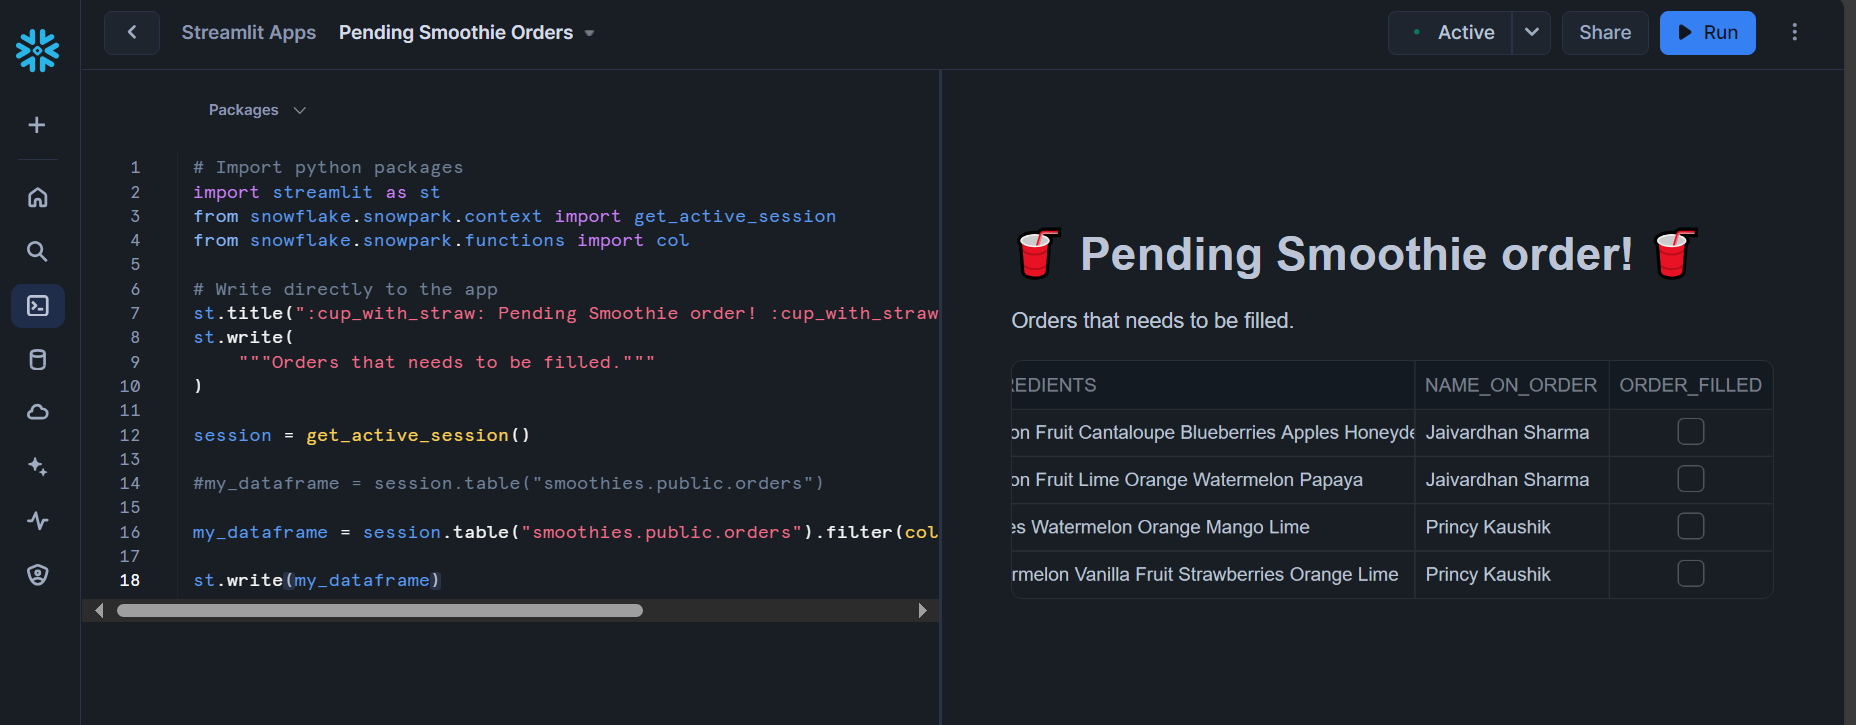 Streamlit Apps Pending Smoothie Orders
Active Share Run
Packages
1 # Import python packages
2 import streamlit as st
3 from snowflake.snowpark.context import get_active_session
4 from snowflake.snowpark.functions import col
5
6 # Write directly to the app
7 st.title(":cup_with_straw: Pending Smoothie order! :cup_with_straw
8 st.write(
9 """Orders that needs to be filled."""
10 )
11
12 session = get_active_session()
13
14 #my_dataframe = session.table("smoothies.public.orders")
15
16 my_dataframe = session.table("smoothies.public.orders").filter(col
17
18 st.write(my_dataframe)
Pending Smoothie order!
Orders that needs to be filled.
REDIENTS NAME_ON_ORDER ORDER_FILLED
on Fruit Cantaloupe Blueberries Apples Honeyde Jaivardhan Sharma
on Fruit Lime Orange Watermelon Papaya Jaivardhan Sharma
es Watermelon Orange Mango Lime Princy Kaushik
rmelon Vanilla Fruit Strawberries Orange Lime Princy Kaushik